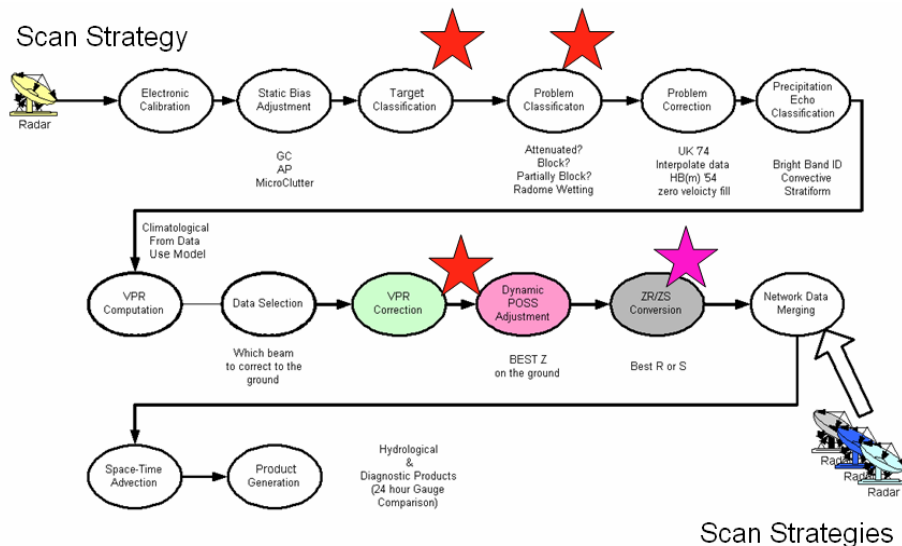 Scan Strategy
Radar
Electronic
Calibration
Static Bias
Adjustment
Target
Classification
Problem
Classificaton
Problem
Correction
Precipitation
Echo
Classification
GC
AP
MicroClutter
Attenuated?
Block?
Partially Block?
Radome Wetting?
UK '74
Interpolate data
HB(m) '54
zero veloicty fill
Bright Band ID
Convective
Stratiform
Climatological
From Data
Use Model
VPR
Computation
Data Selection
VPR
Correction
Dynamic
POSS
Adjustment
ZR/ZS
Conversion
Network Data
Merging
Which beam
to correct to the
ground
BEST Z
on the ground
Best R or S
Space-Time
Advection
Product
Generation
Hydrological
&
Diagnostic Products
(24 hour Gauge
Comparison)
Radar
Radar
Radar
Scan Strategies